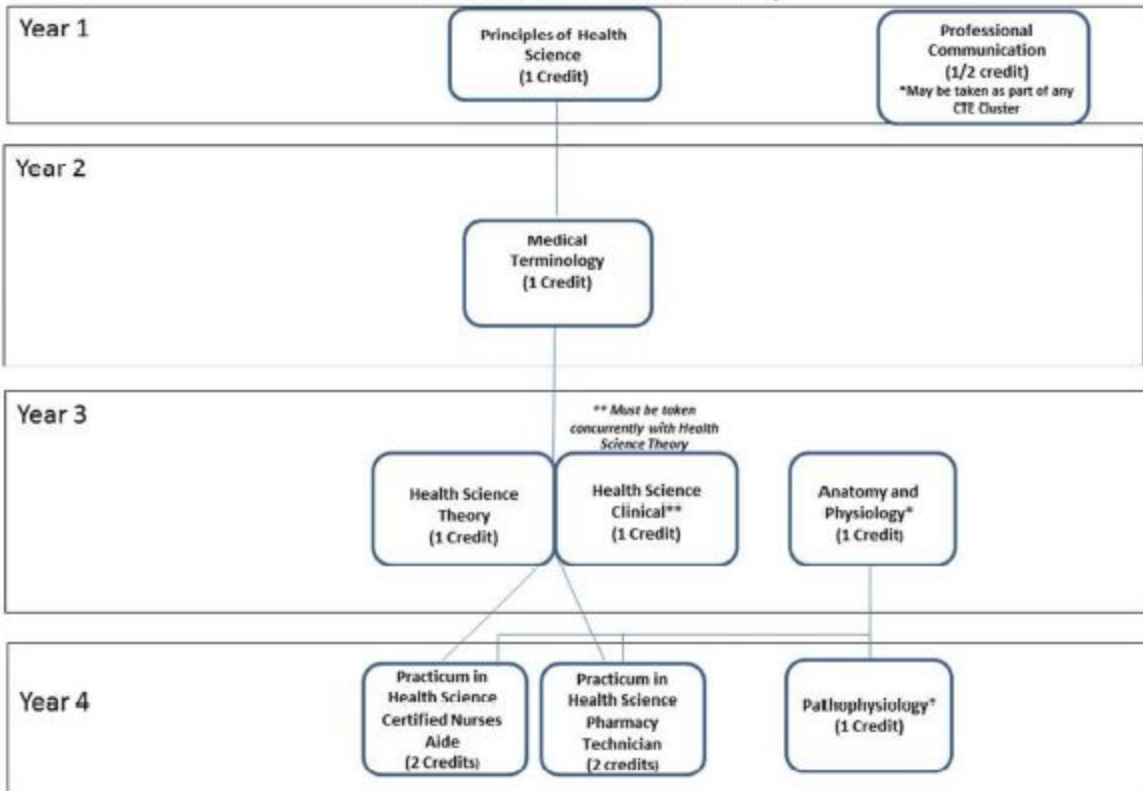 Year 1
Principles of Health
Science
(1 Credit)
Professional
Communication
(1/2 credit)
*May be taken as part of any
CTE Cluster
Year 2
Medical
Terminology
(1 Credit)
Year 3
** Must be taken
concurrently with Health
Science Theory
Health Science
Theory
(1 Credit)
Health Science
Clinical**
(1 Credit)
Anatomy and
Physiology*
(1 Credit)
Year 4
Practicum in
Health Science
Certified Nurses
Aide
(2 Credits)
Practicum in
Health Science
Pharmacy
Technician
(2 credits)
Pathophysiology*
(1 Credit)